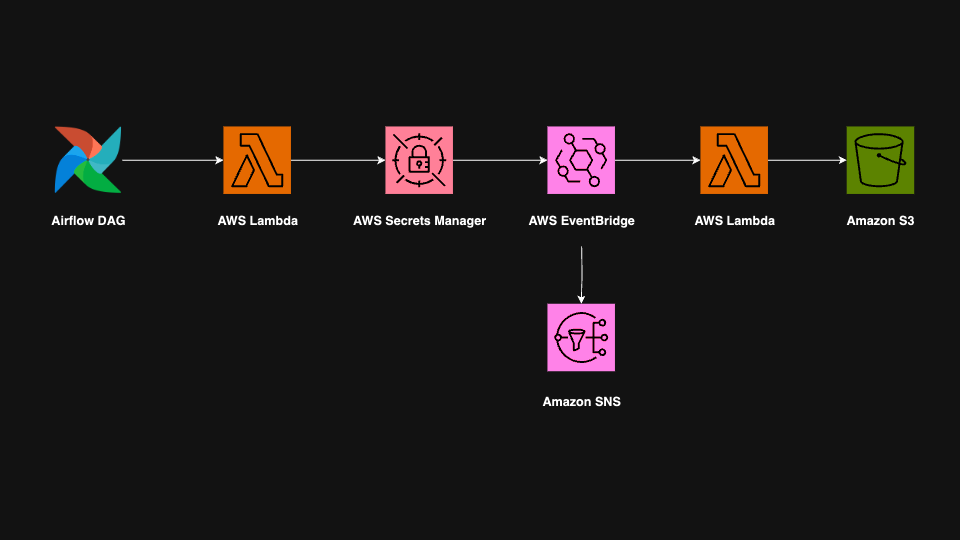 Airflow DAG
AWS Lambda
AWS Secrets Manager
AWS EventBridge
AWS Lambda
Amazon S3
Amazon SNS